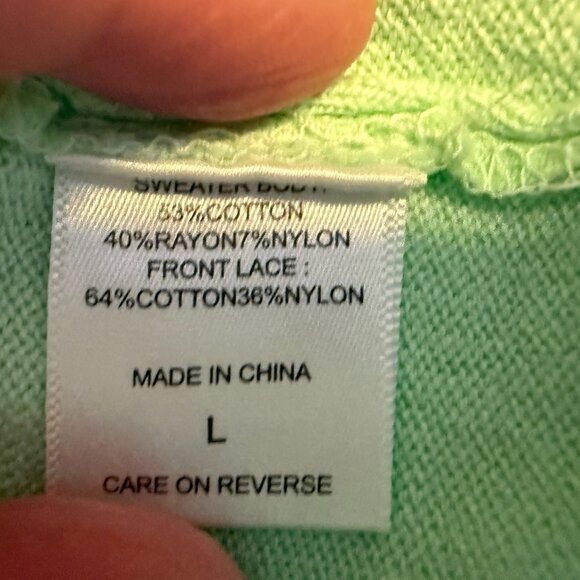 SWEATER BODY:
53%COTTON
40%RAYON7%NYLON
FRONT LACE :
64%COTTON36%NYLON
MADE IN CHINA
L
CARE ON REVERSE